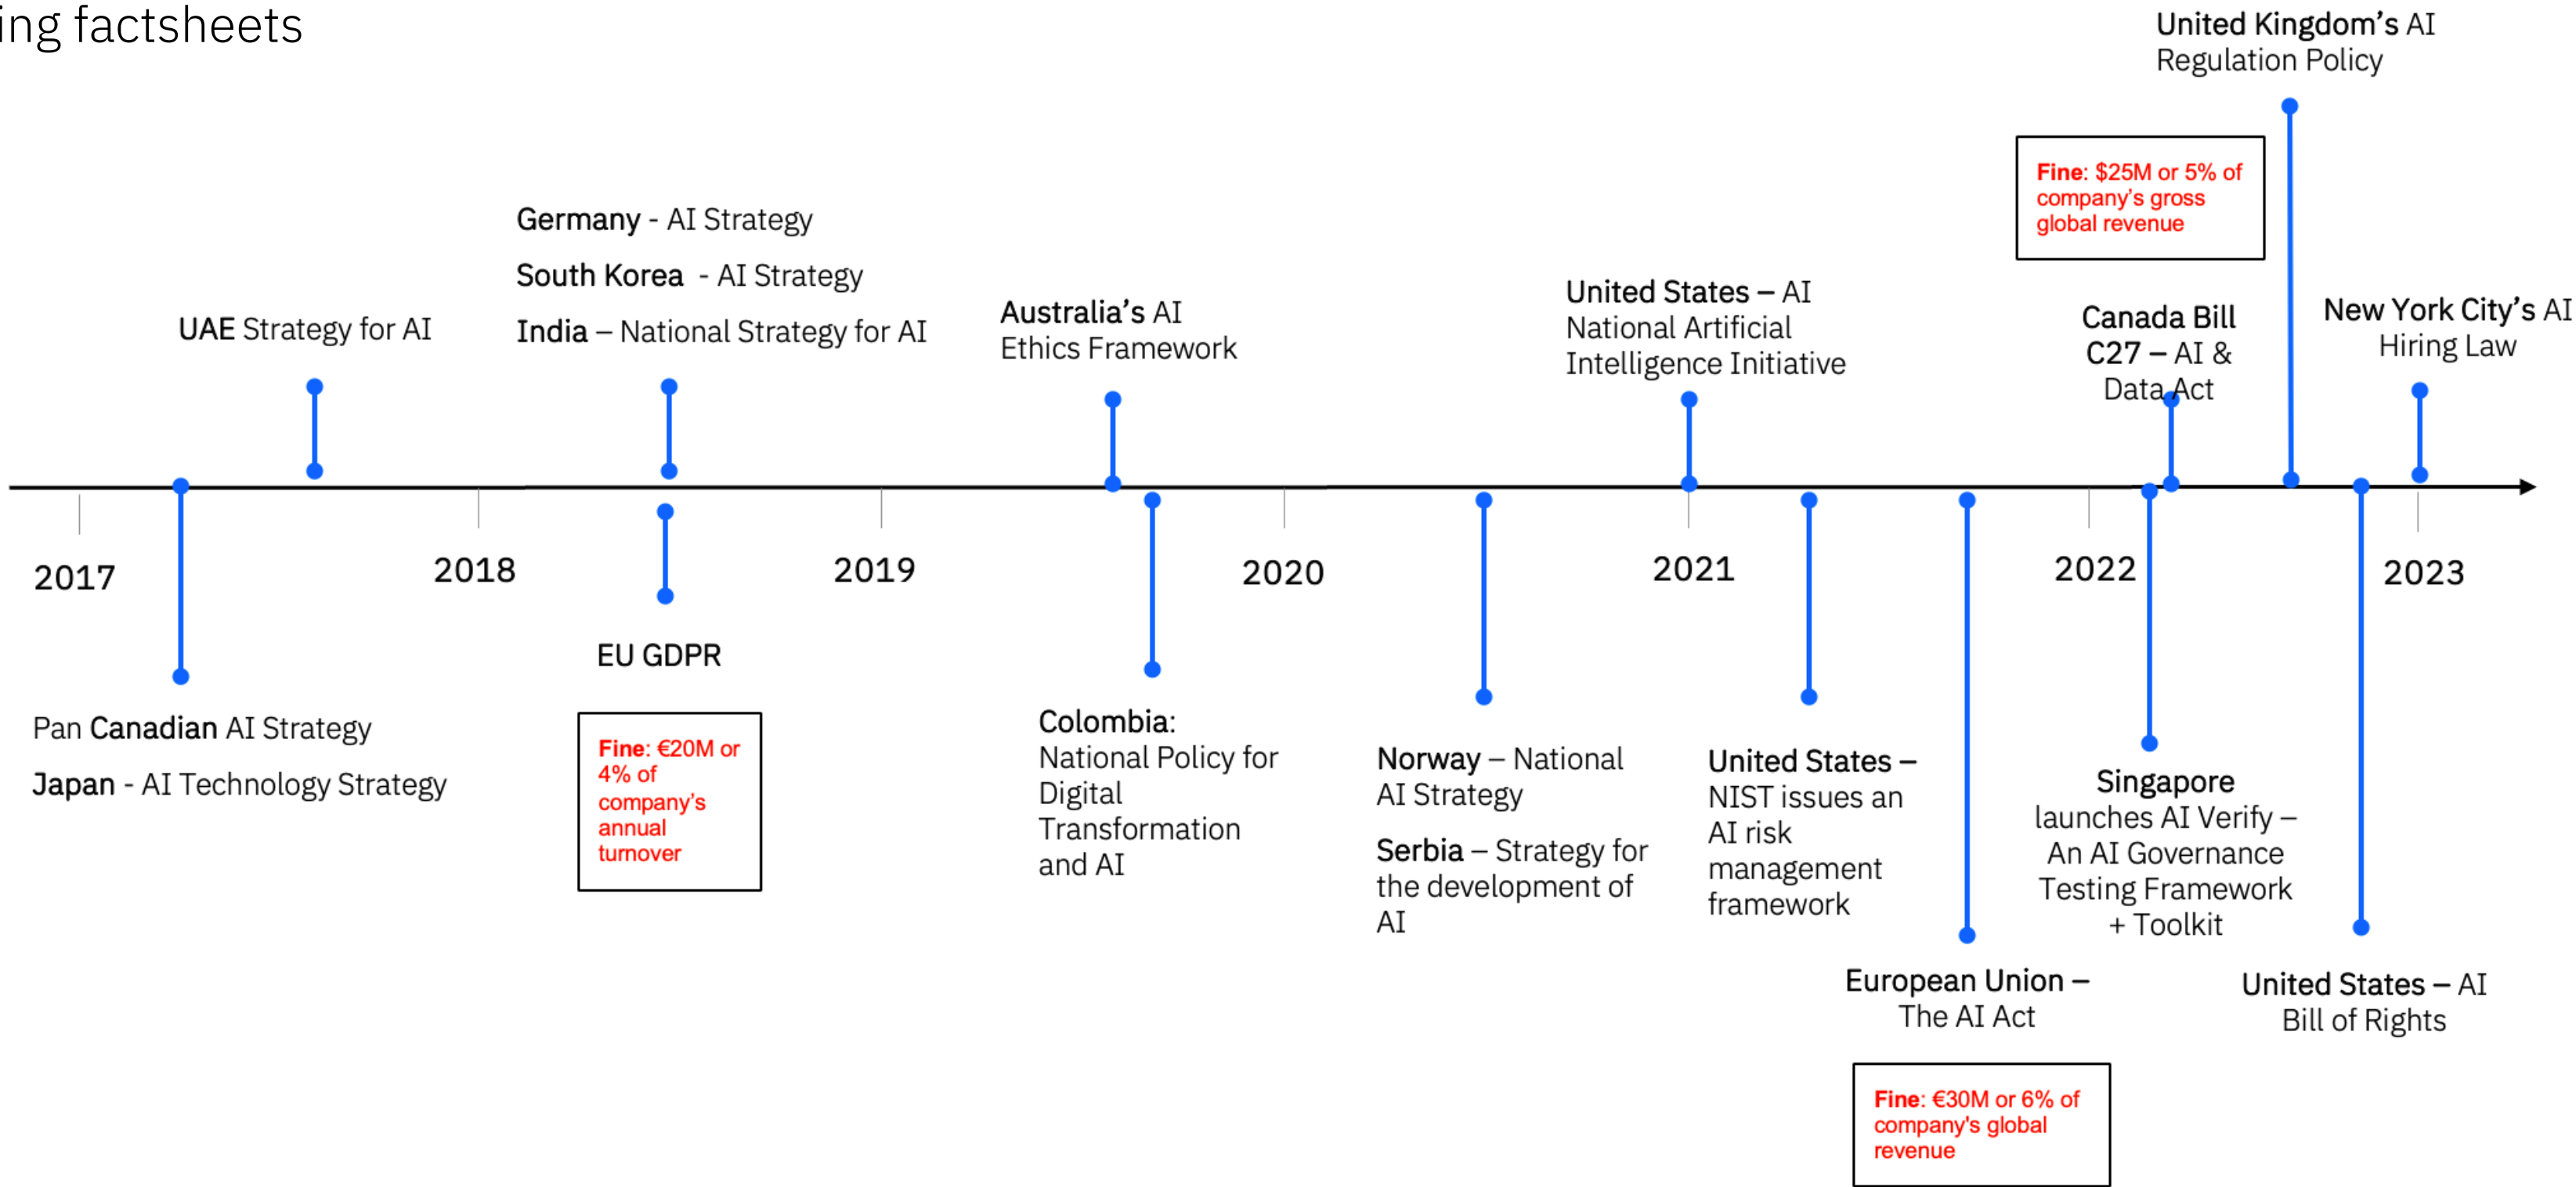 ing factsheets
United Kingdom’s AI
Regulation Policy
Fine: $25M or 5% of
company’s gross
global revenue
Germany - AI Strategy
South Korea - AI Strategy
India – National Strategy for AI
UAE Strategy for AI
Australia’s AI
Ethics Framework
United States – AI
National Artificial
Intelligence Initiative
Canada Bill
C27 – AI &
Data Act
New York City’s AI
Hiring Law
2017
2018
2019
2020
2021
2022
2023
Pan Canadian AI Strategy
Japan - AI Technology Strategy
EU GDPR
Fine: €20M or
4% of
company’s
annual
turnover
Colombia:
National Policy for
Digital
Transformation
and AI
Norway – National
AI Strategy
Serbia – Strategy for
the development of
AI
United States –
NIST issues an
AI risk
management
framework
European Union –
The AI Act
Fine: €30M or 6% of
company's global
revenue
Singapore
launches AI Verify –
An AI Governance
Testing Framework
+ Toolkit
United States – AI
Bill of Rights